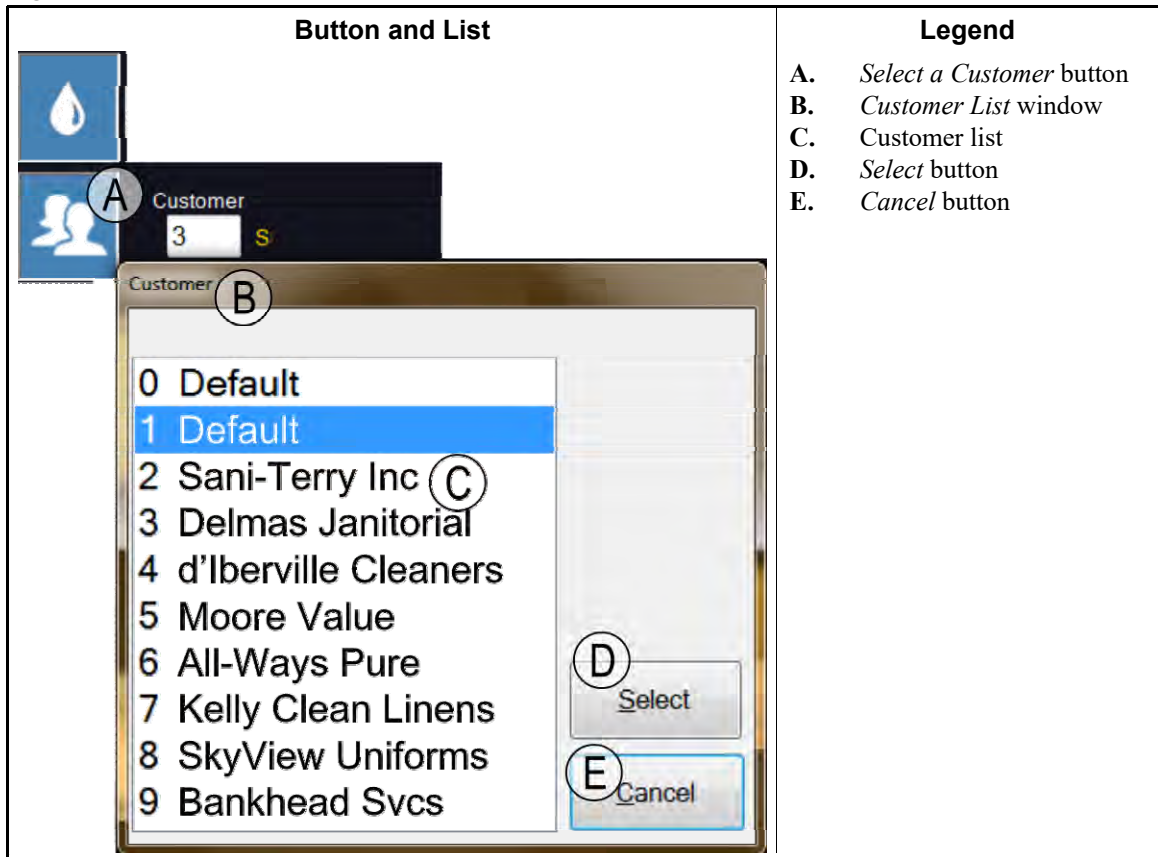 Button and List
Legend
A. Select a Customer button
B. Customer List window
C. Customer list
D. Select button
E. Cancel button
A
Customer
3 S
Customer
B
0 Default
1 Default
2 Sani-Terry Inc
C
3 Delmas Janitorial
4 d'Iberville Cleaners
5 Moore Value
6 All-Ways Pure
7 Kelly Clean Linens
8 SkyView Uniforms
9 Bankhead Svcs
D
Select
E
Cancel